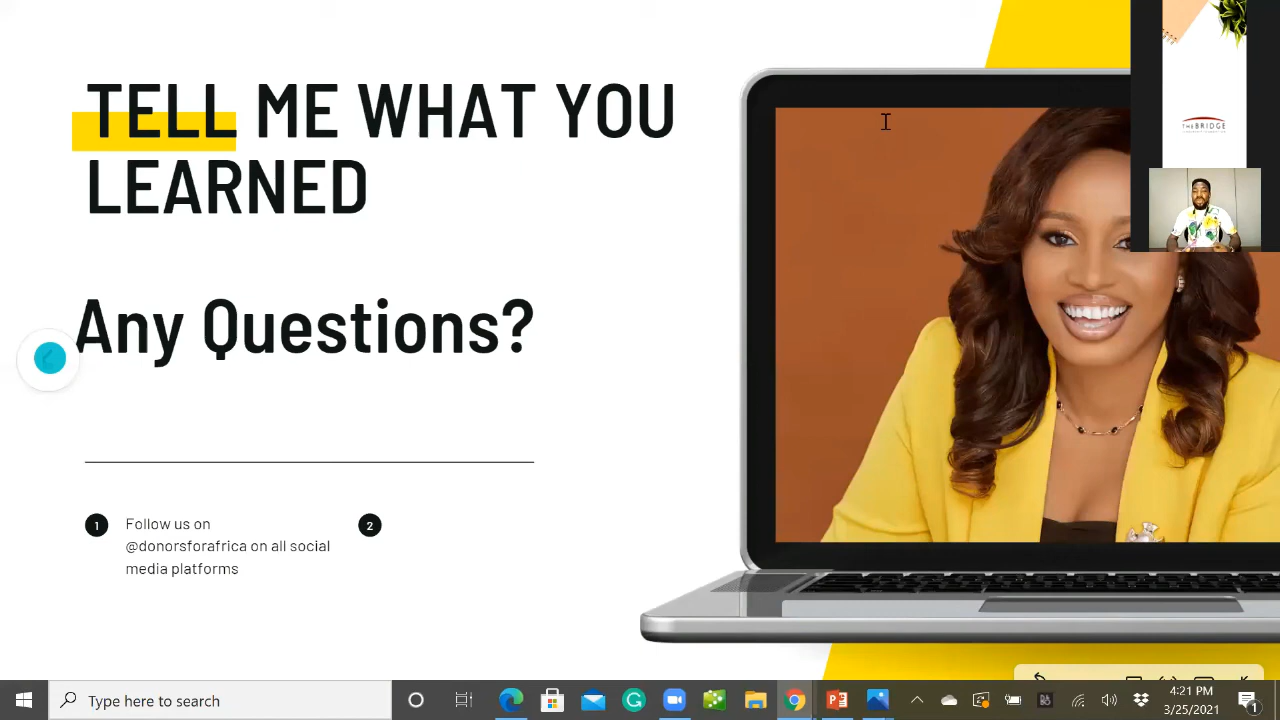 TELL ME WHAT YOU
LEARNED
Any Questions?
1
Follow us on
@donorsforafrica on all social
media platforms
2
THE BRIDGE
Type here to search
4:21 PM
3/25/2021
1